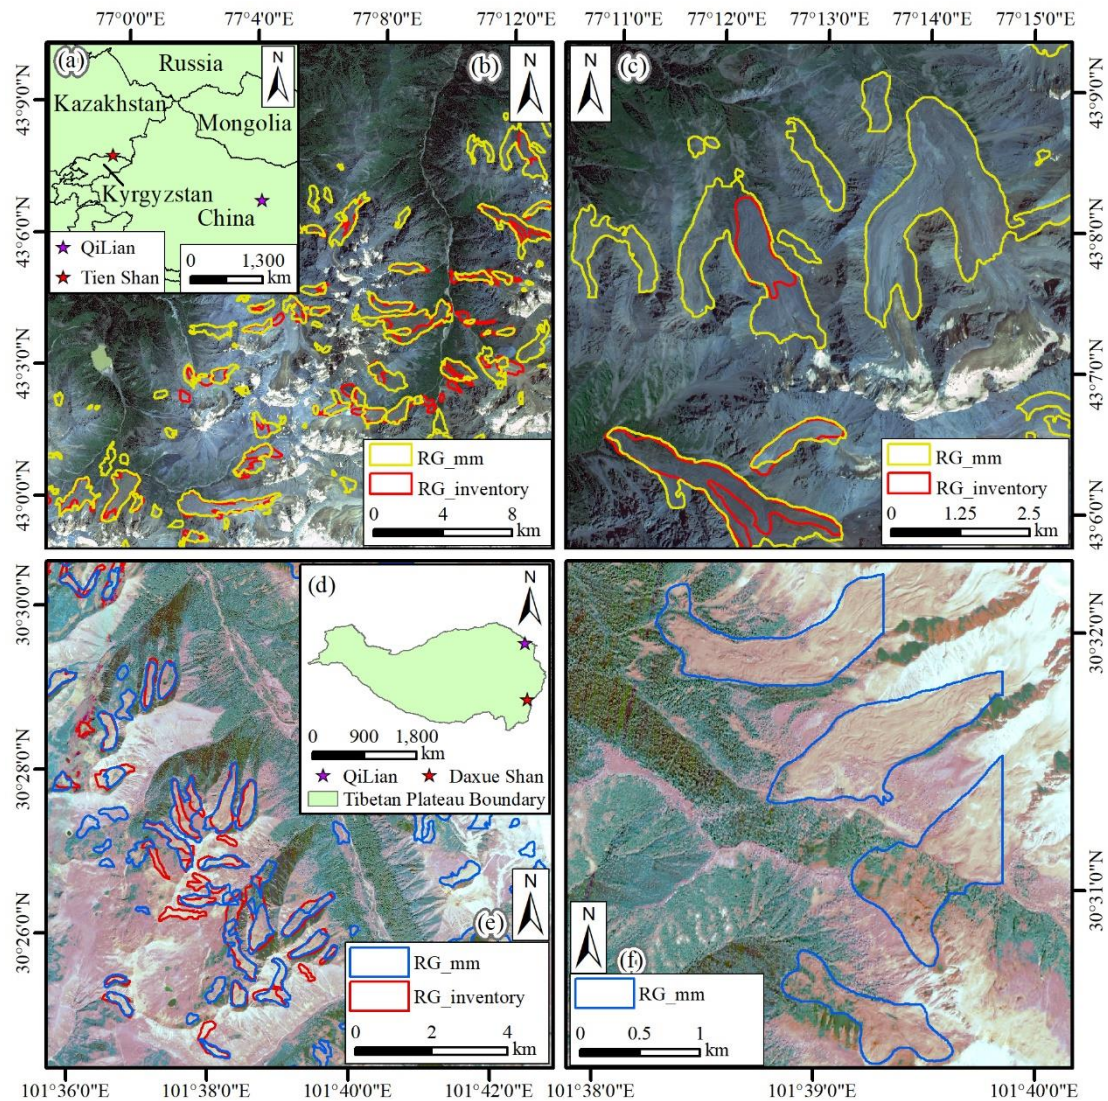 77°0'0"E 77°4'0"E 77°8'0"E 77°12'0"E
77°11'0"E 77°12'0"E 77°13'0"E 77°14'0"E 77°15'0"E
(a)
Russia
N
Kazakhstan
Mongolia
Kyrgyzstan
China
QiLian
Tien Shan
0 1,300
km
(b)
N
RG_mm
RG_inventory
0 4 8
km
43°9'0"N
43°6'0"N
43°3'0"N
43°0'0"N
N
(c)
RG_mm
RG_inventory
0 1.25 2.5
km
43°9'0"N
43°8'0"N
43°7'0"N
43°6'0"N
(d)
N
0 900 1,800
km
QiLian Daxue Shan
Tibetan Plateau Boundary
N
(e)
RG_mm
RG_inventory
0 2 4
km
30°30'0"N
30°28'0"N
30°26'0"N
N
(f)
RG_mm
0 0.5 1
km
30°32'0"N
30°31'0"N
101°36'0"E 101°38'0"E 101°40'0"E 101°42'0"E
101°38'0"E 101°39'0"E 101°40'0"E